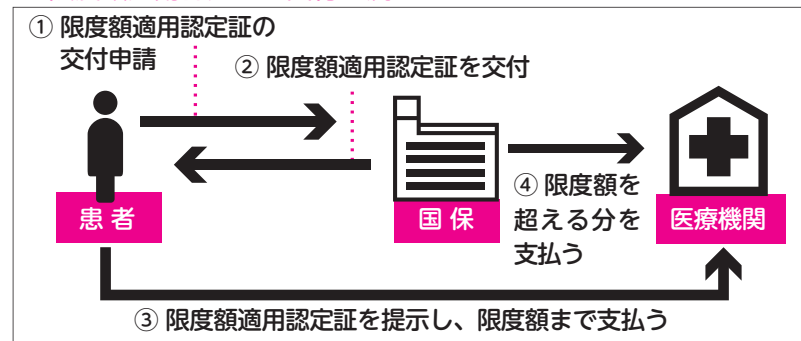 ① 限度額適用認定証の
交付申請
② 限度額適用認定証を交付
患者
国保
④ 限度額を
超える分を
支払う
医療機関
③ 限度額適用認定証を提示し、限度額まで支払う